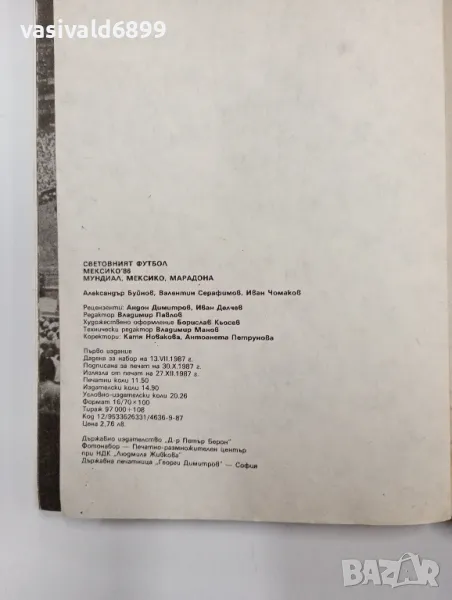 vasivald6899
СВЕТОВНИЯТ ФУТБОЛ
МЕКСИКО'86
МУНДИАЛ, МЕКСИКО, МАРАДОНА
Александър Буйнов, Валентин Серафимов, Иван Чомаков
Рецензенти: Андон Димитров, Иван Делчев
Редактор Владимир Павлов
Художествено оформление Борислав Кьосев
Технически редактор Владимир Манов
Коректори: Катя Новакова, Антоанета Петрунова
Първо издание
Дадена за набор на 13.VII.1987 г.
Подписана за печат на 30.X.1987 г.
Излязла от печат на 27.XII.1987 г.
Печатни коли 11.50
Издателски коли 14.90
Условно-издателски коли 20.26
Формат 16/70×100
Тираж 97 000+108
Код 12/9533626331/4636-9-87
Цена 2,76 лв.
Държавно издателство „Д-р Петър Берон"
Фотонабор — Печатно-размножителен център
при НДК „Людмила Живкова"
Държавна печатница „Георги Димитров" — София
BAZAR